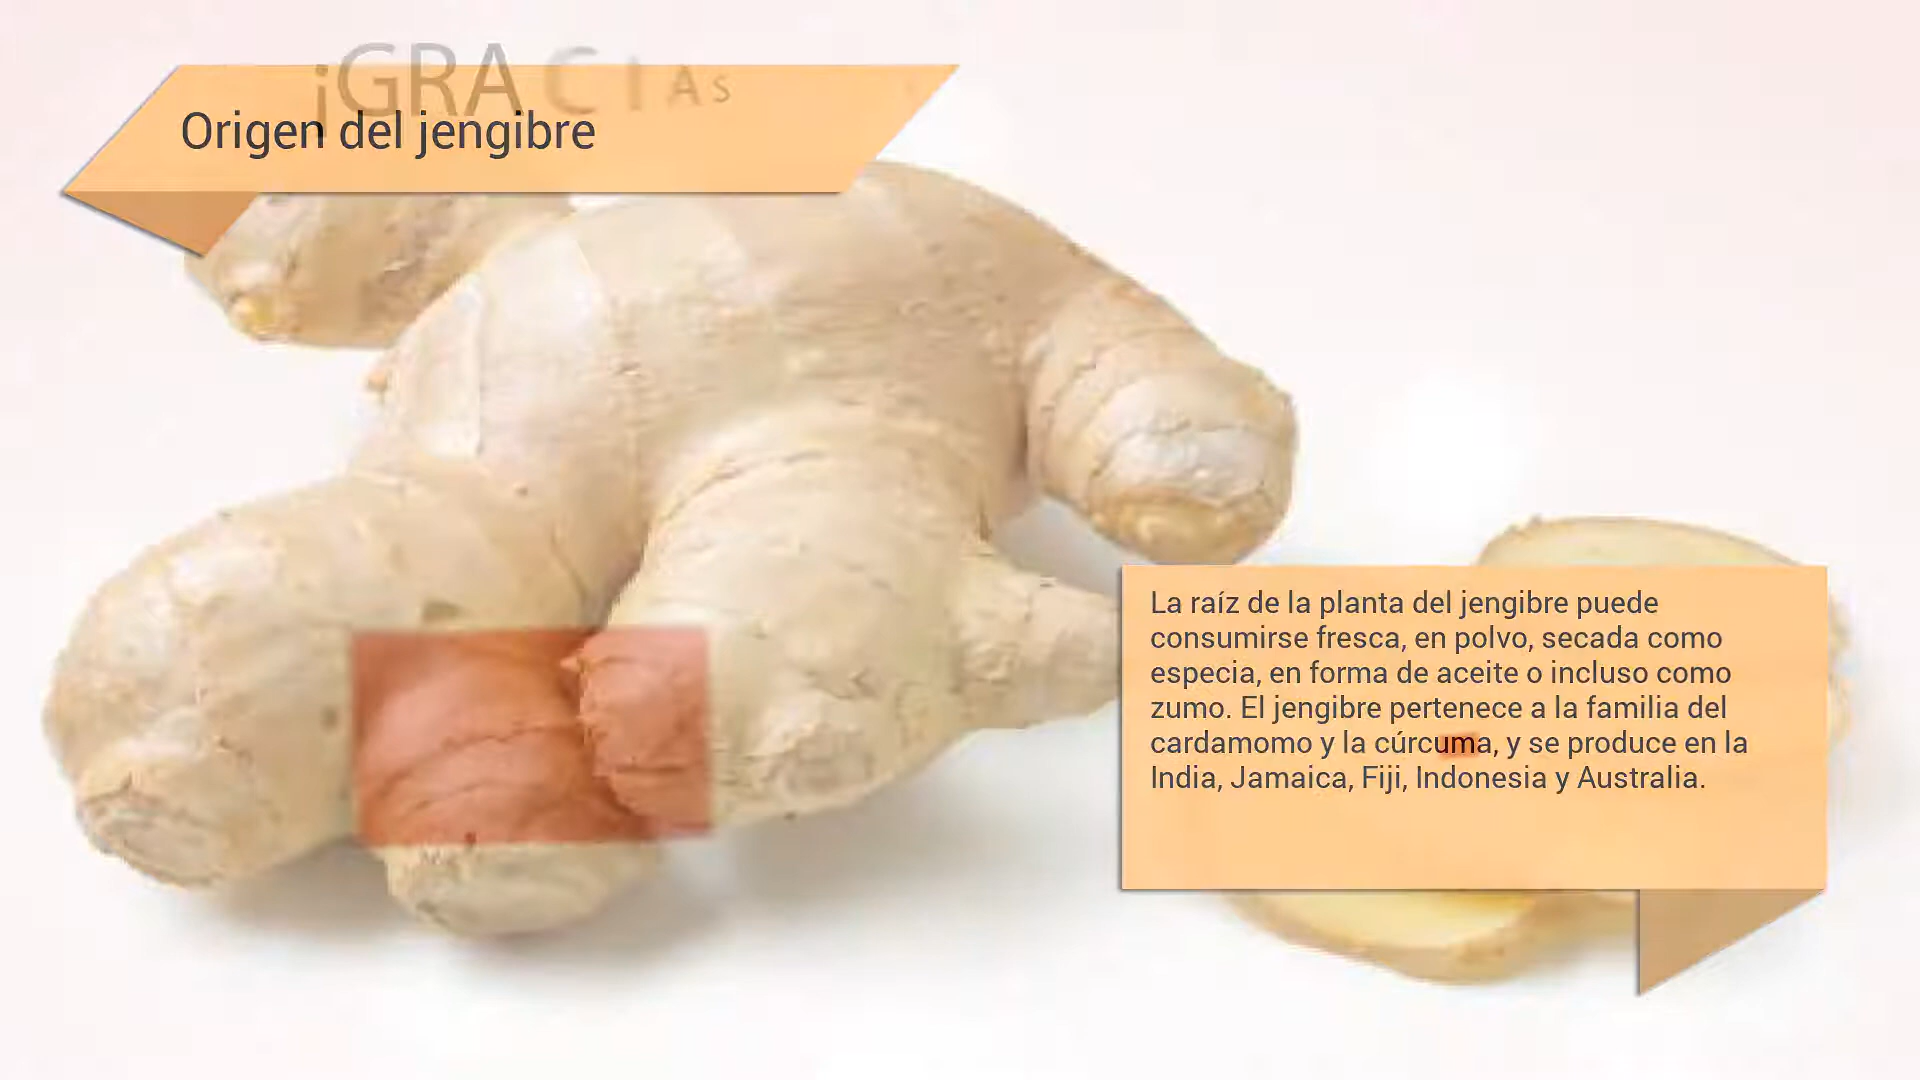 ¡GRACIAs
Origen del jengibre
La raíz de la planta del jengibre puede
consumirse fresca, en polvo, secada como
especia, en forma de aceite o incluso como
zumo. El jengibre pertenece a la familia del
cardamomo y la cúrcuma, y se produce en la
India, Jamaica, Fiji, Indonesia y Australia.